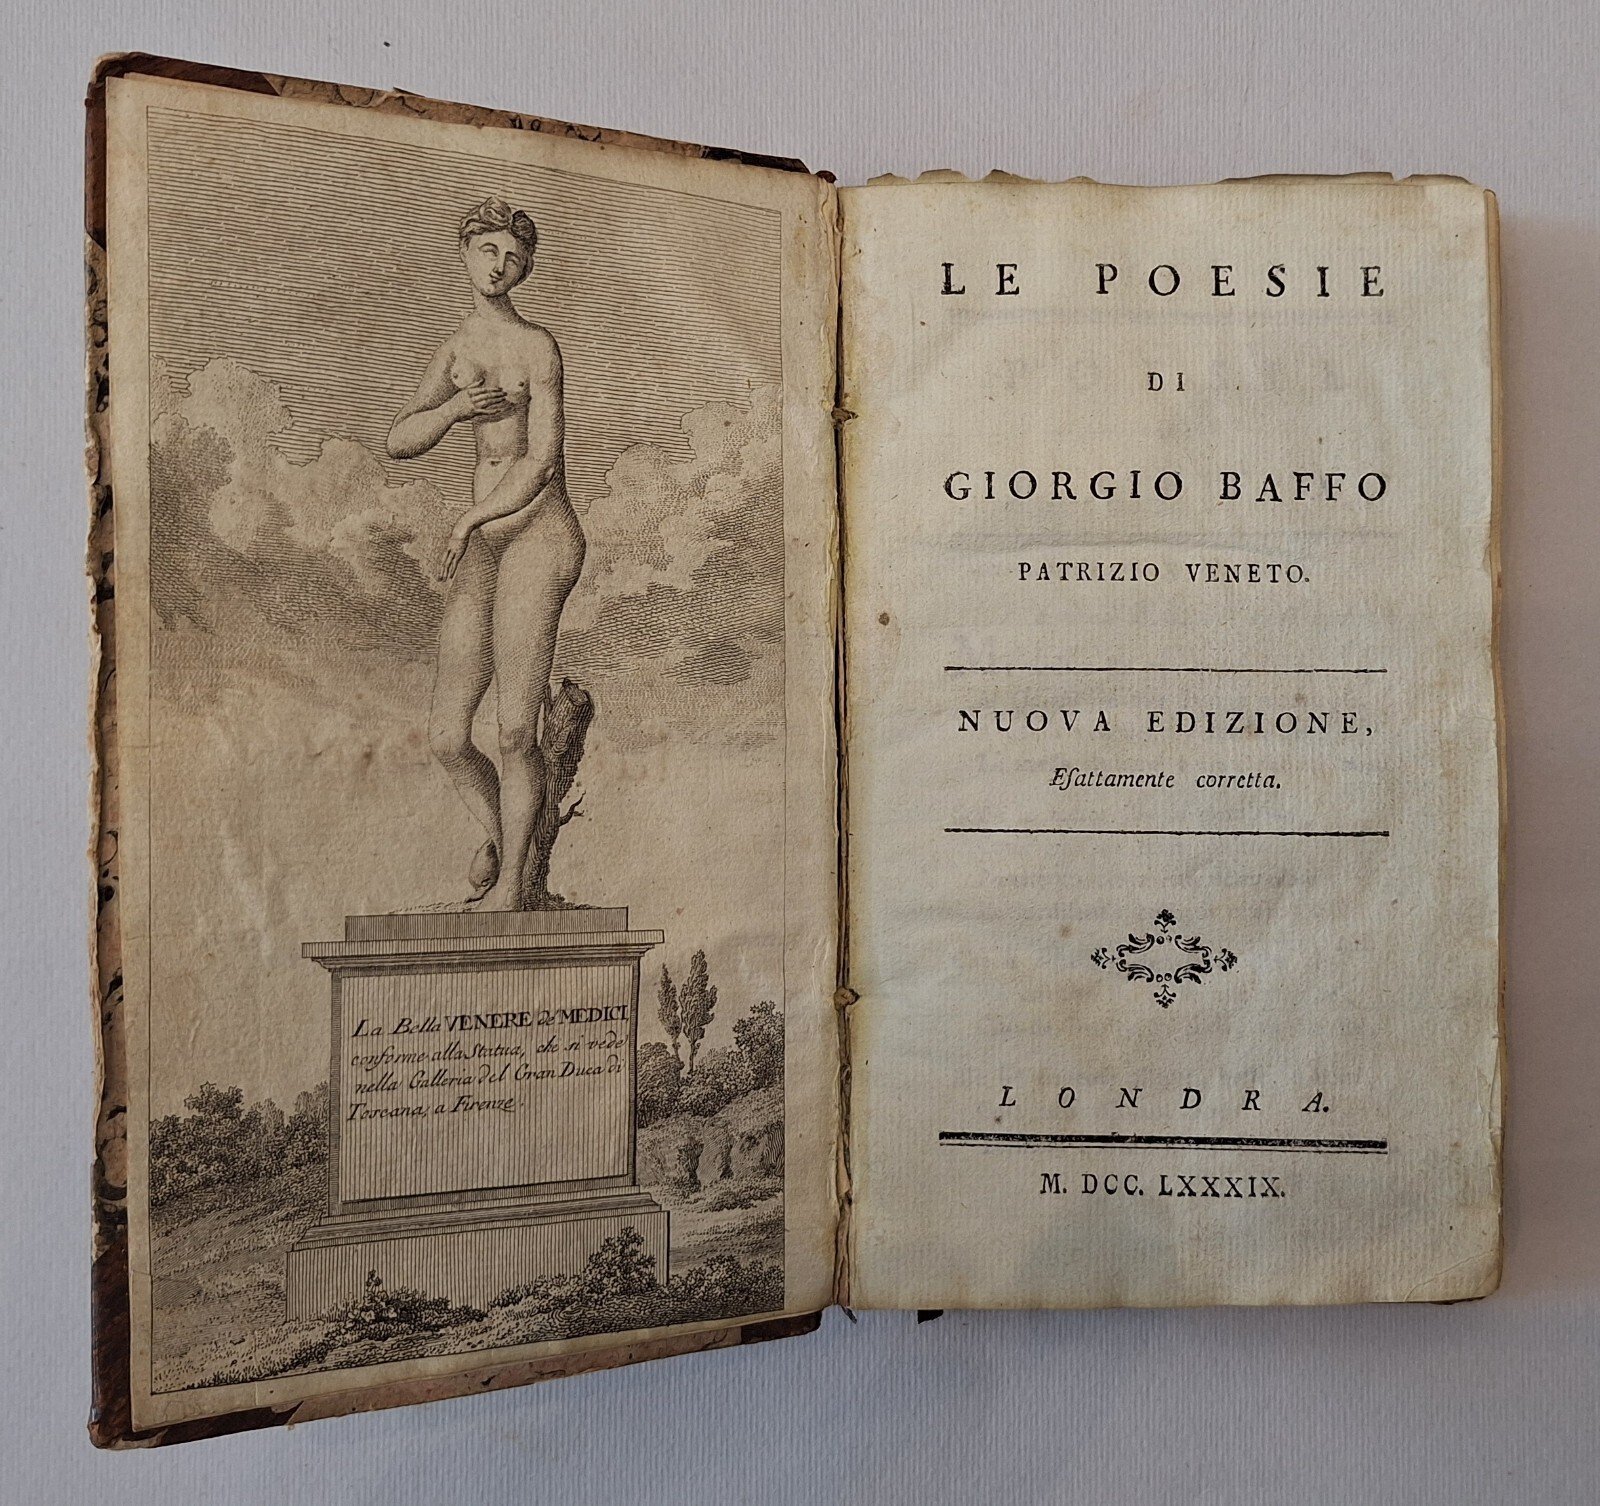 La Bella VENERE de' MEDICI,
conforme alla Statua, che si vede
nella Galleria del Gran Duca di
Toscana, a Firenze.
LE POESIE
DI
GIORGIO BAFFO
PATRIZIO VENETO.
NUOVA EDIZIONE,
Eſattamente corretta.
LONDRA.
M. DCC. LXXXIX.